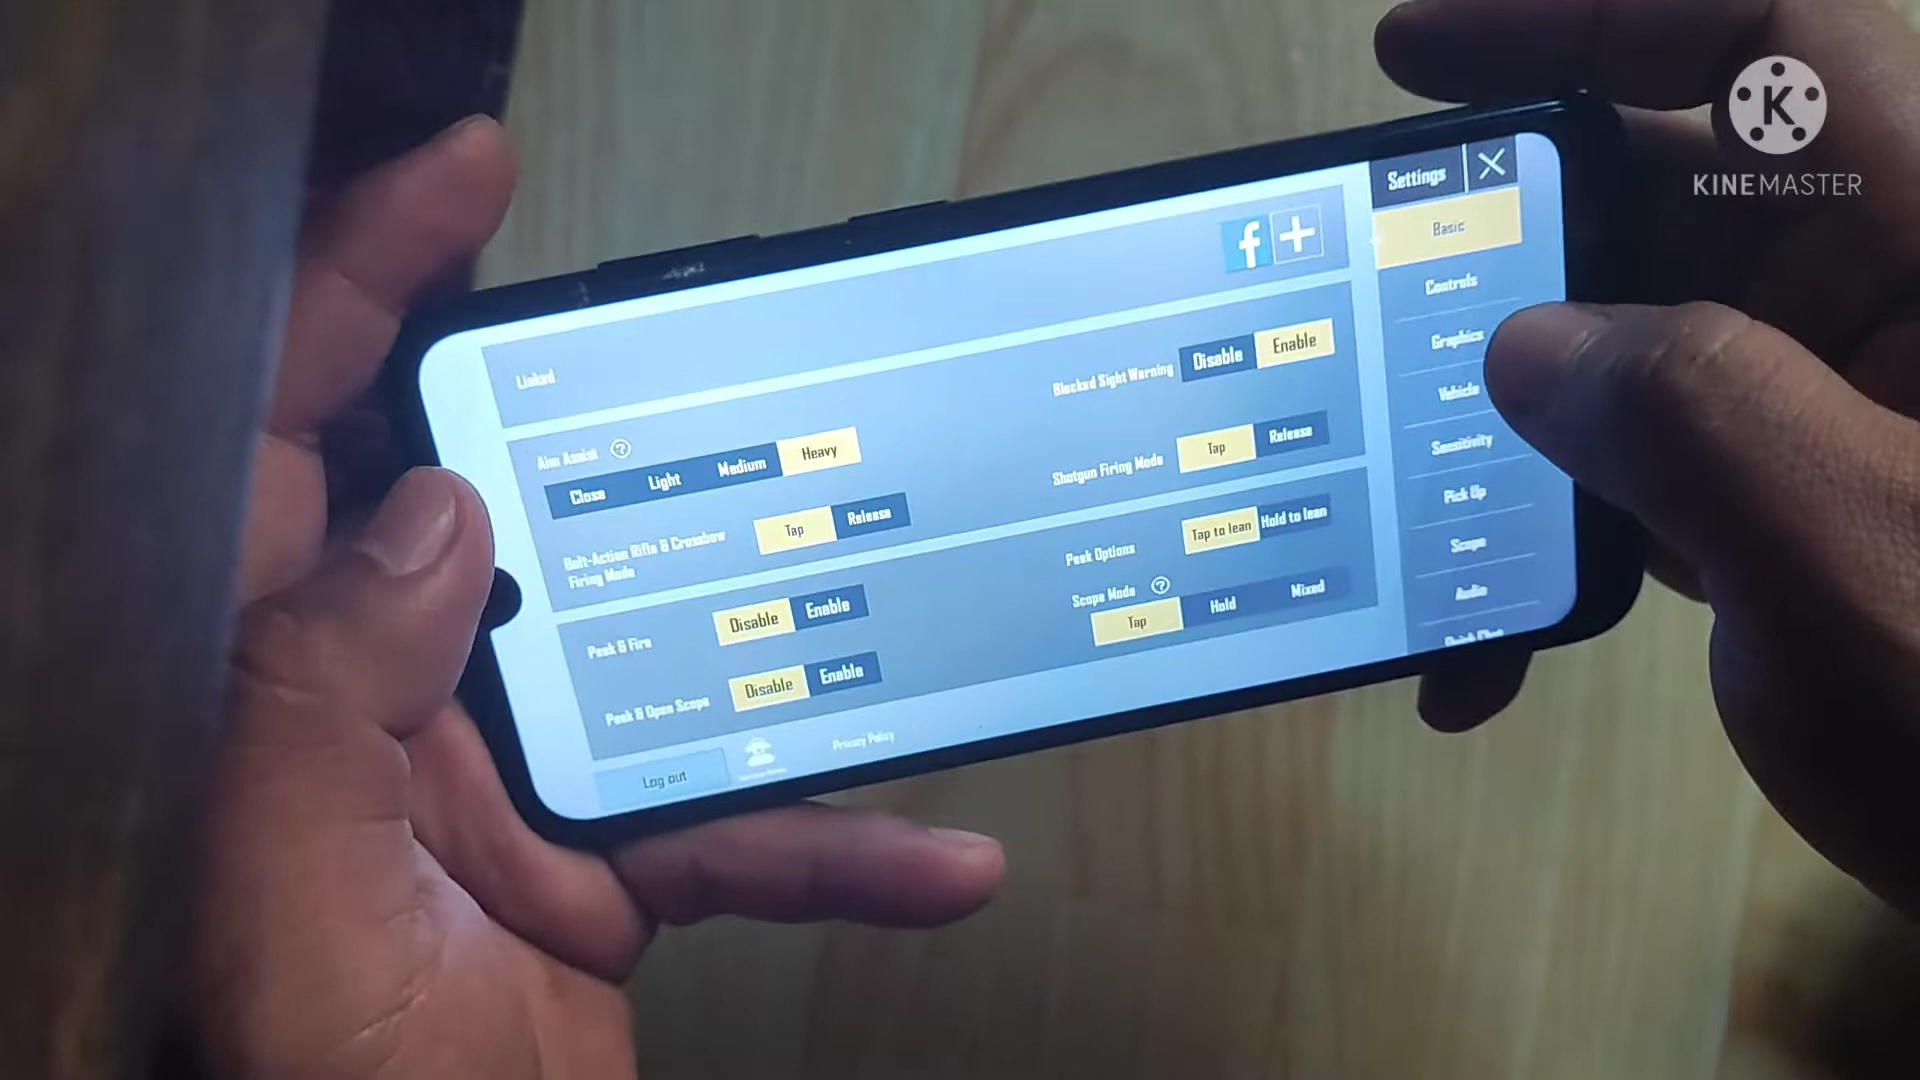 KINEMASTER
Settings
Basic
Controls
Graphics
Vehicle
Sensitivity
Pick Up
Scope
Audio
Quick Chat
Linked
Aim Assist
Close Light Medium Heavy
Blocked Sight Warning Disable Enable
Bolt-Action Rifle & Crossbow
Firing Mode
Tap Release
Shotgun Firing Mode Tap Release
Peek & Fire Disable Enable
Peek Options Tap to lean Hold to lean
Peek & Open Scope Disable Enable
Scope Mode
Tap Hold Mixed
Log out
Privacy Policy